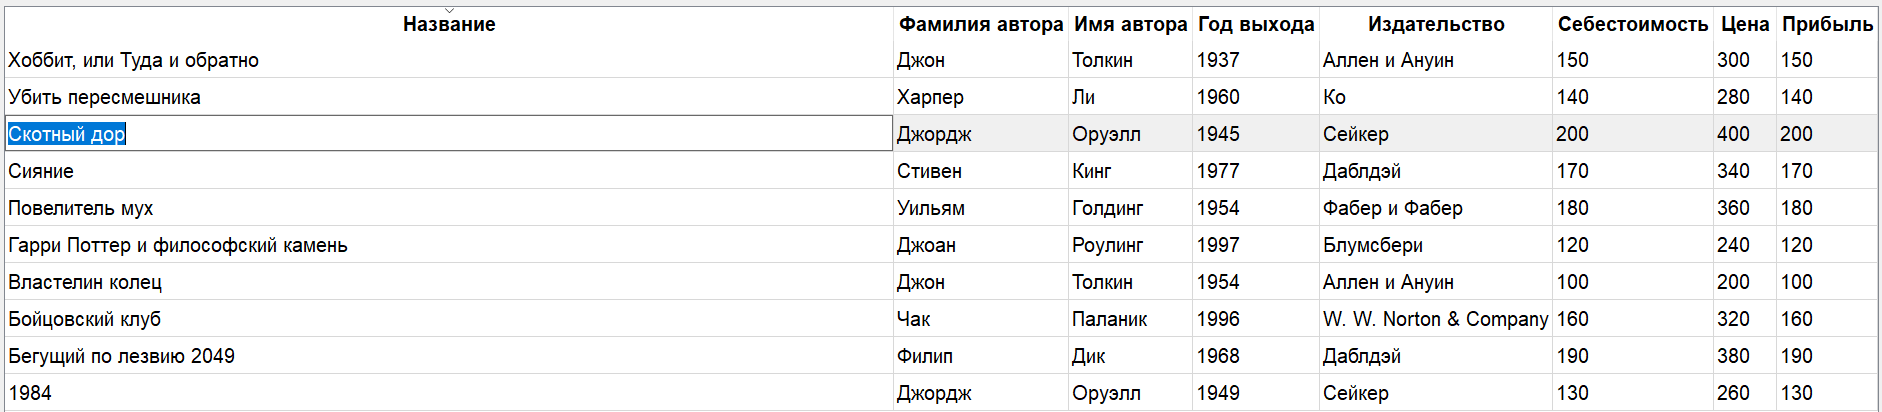 Название Фамилия автора Имя автора Год выхода Издательство Себестоимость Цена Прибыль
Хоббит, или Туда и обратно Джон Толкин 1937 Аллен и Ануин 150 300 150
Убить пересмешника Харпер Ли 1960 Ко 140 280 140
Скотный дор Джордж Оруэлл 1945 Сейкер 200 400 200
Сияние Стивен Кинг 1977 Даблдэй 170 340 170
Повелитель мух Уильям Голдинг 1954 Фабер и Фабер 180 360 180
Гарри Поттер и философский камень Джоан Роулинг 1997 Блумсбери 120 240 120
Властелин колец Джон Толкин 1954 Аллен и Ануин 100 200 100
Бойцовский клуб Чак Паланик 1996 W. W. Norton & Company 160 320 160
Бегущий по лезвию 2049 Филип Дик 1968 Даблдэй 190 380 190
1984 Джордж Оруэлл 1949 Сейкер 130 260 130